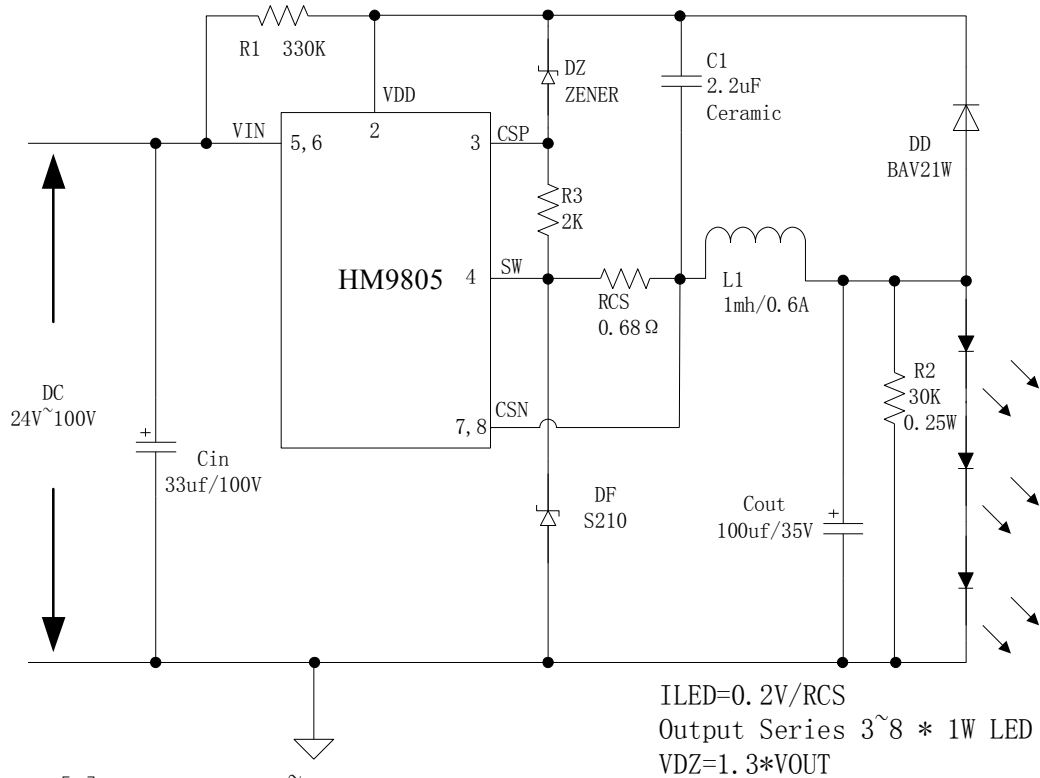 R1 330K
VDD
DZ
ZENER
C1
2.2uF
Ceramic
VIN
5,6
2
3
CSP
DD
BAV21W
R3
2K
HM9805
4
SW
RCS
0.68Ω
L1
1mh/0.6A
DC
24V~100V
7,8
CSN
R2
30K
0.25W
+
Cin
33uf/100V
DF
S210
Cout
100uf/35V
+
ILED=0.2V/RCS
Output Series 3~8 * 1W LED
VDZ=1.3*VOUT